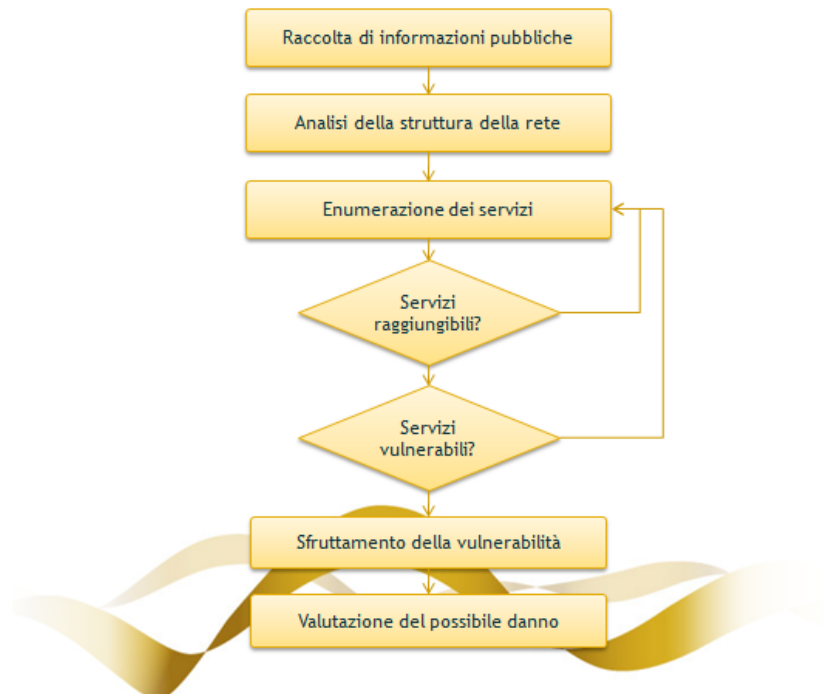 Raccolta di informazioni pubbliche
Analisi della struttura della rete
Enumerazione dei servizi
Servizi
raggiungibili?
Servizi
vulnerabili?
Sfruttamento della vulnerabilità
Valutazione del possibile danno